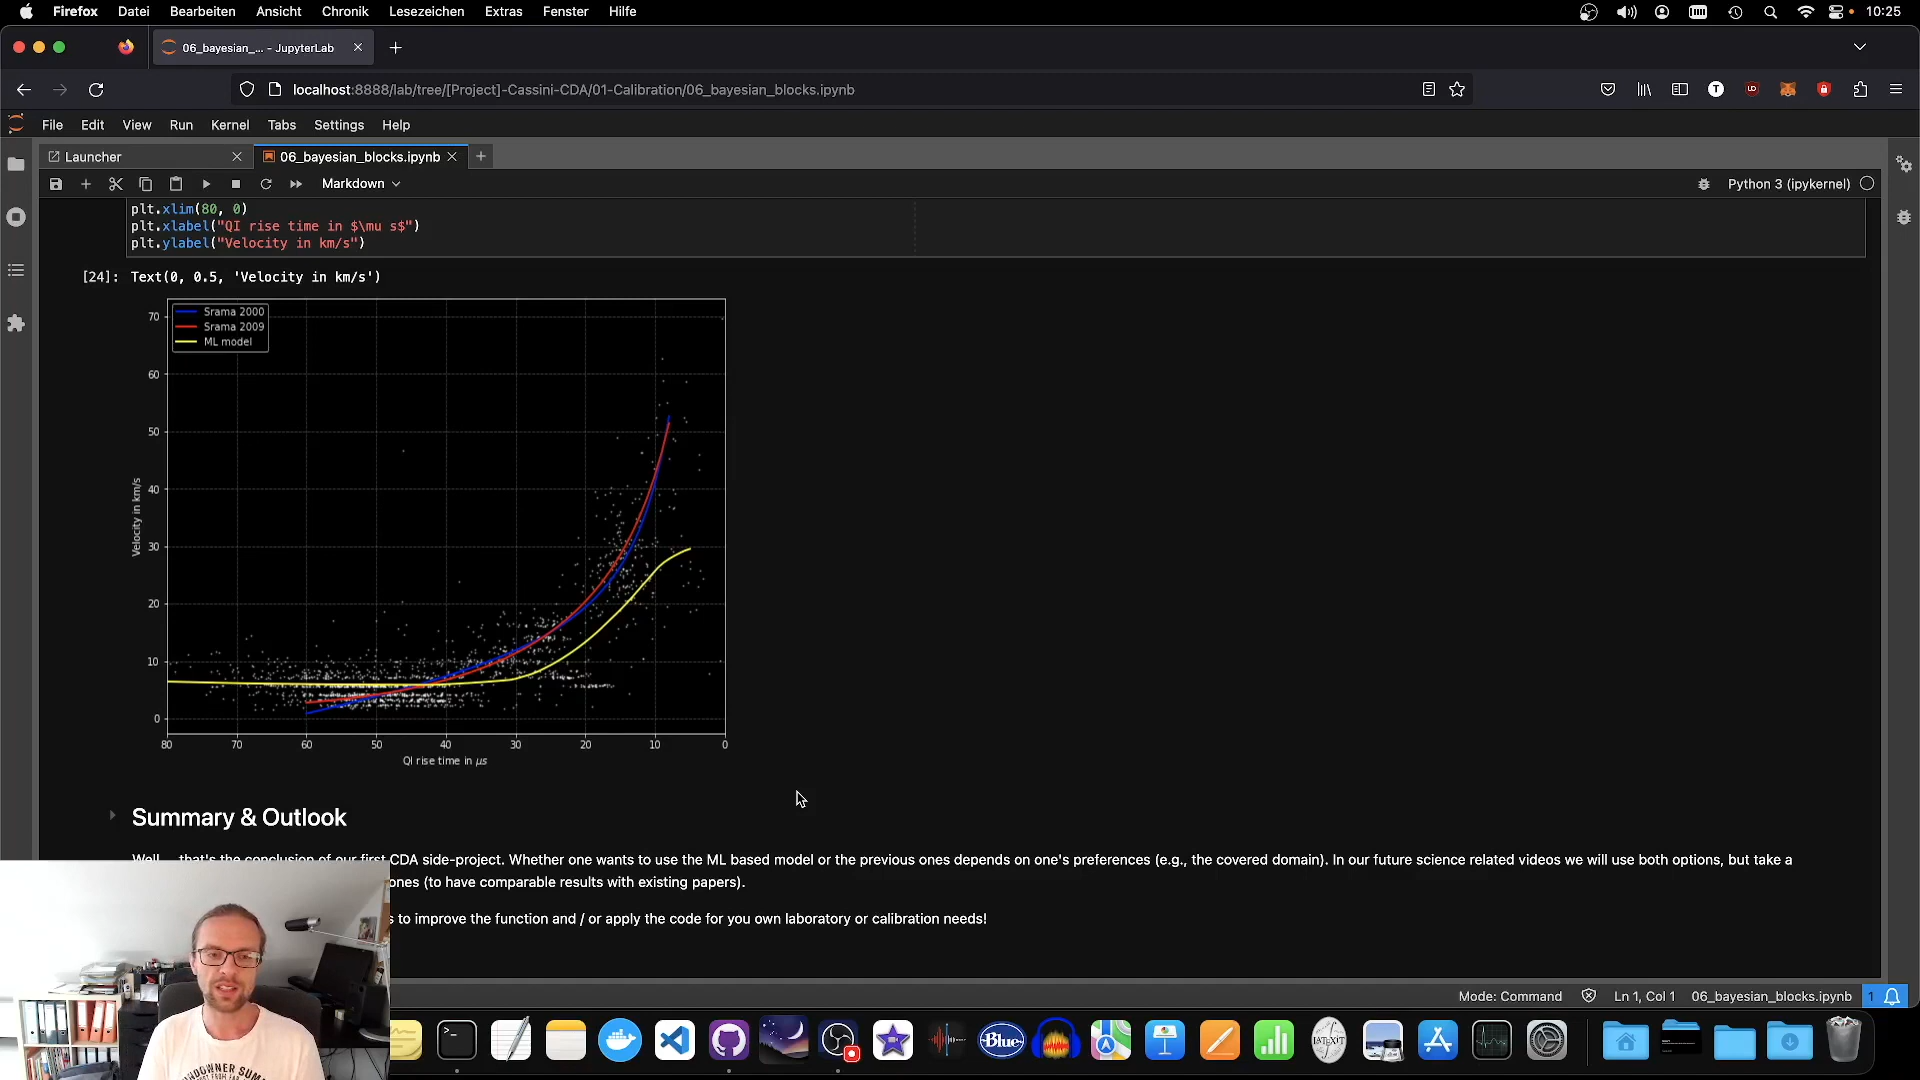 Firefox Datei Bearbeiten Ansicht Chronik Lesezeichen Extras Fenster Hilfe 10:25
06_bayesian_... - JupyterLab
localhost:8888/lab/tree/[Project]-Cassini-CDA/01-Calibration/06_bayesian_blocks.ipynb
File Edit View Run Kernel Tabs Settings Help
Launcher 06_bayesian_blocks.ipynb
Markdown Python 3 (ipykernel)
plt.xlim(80, 0)
plt.xlabel("QI rise time in $\mu s$")
plt.ylabel("Velocity in km/s")
[24]: Text(0, 0.5, 'Velocity in km/s')
Srama 2000
Srama 2009
ML model
70
60
50
40
30
20
10
0
Velocity in km/s
80 70 60 50 40 30 20 10 0
QI rise time in μs
Summary & Outlook
Well... that's the conclusion of our first CDA side-project. Whether one wants to use the ML based model or the previous ones depends on one's preferences (e.g., the covered domain). In our future science related videos we will use both options, but take a
ones (to have comparable results with existing papers).
s to improve the function and / or apply the code for you own laboratory or calibration needs!
Mode: Command Ln 1, Col 1 06_bayesian_blocks.ipynb 1
Blue
LATEXIT